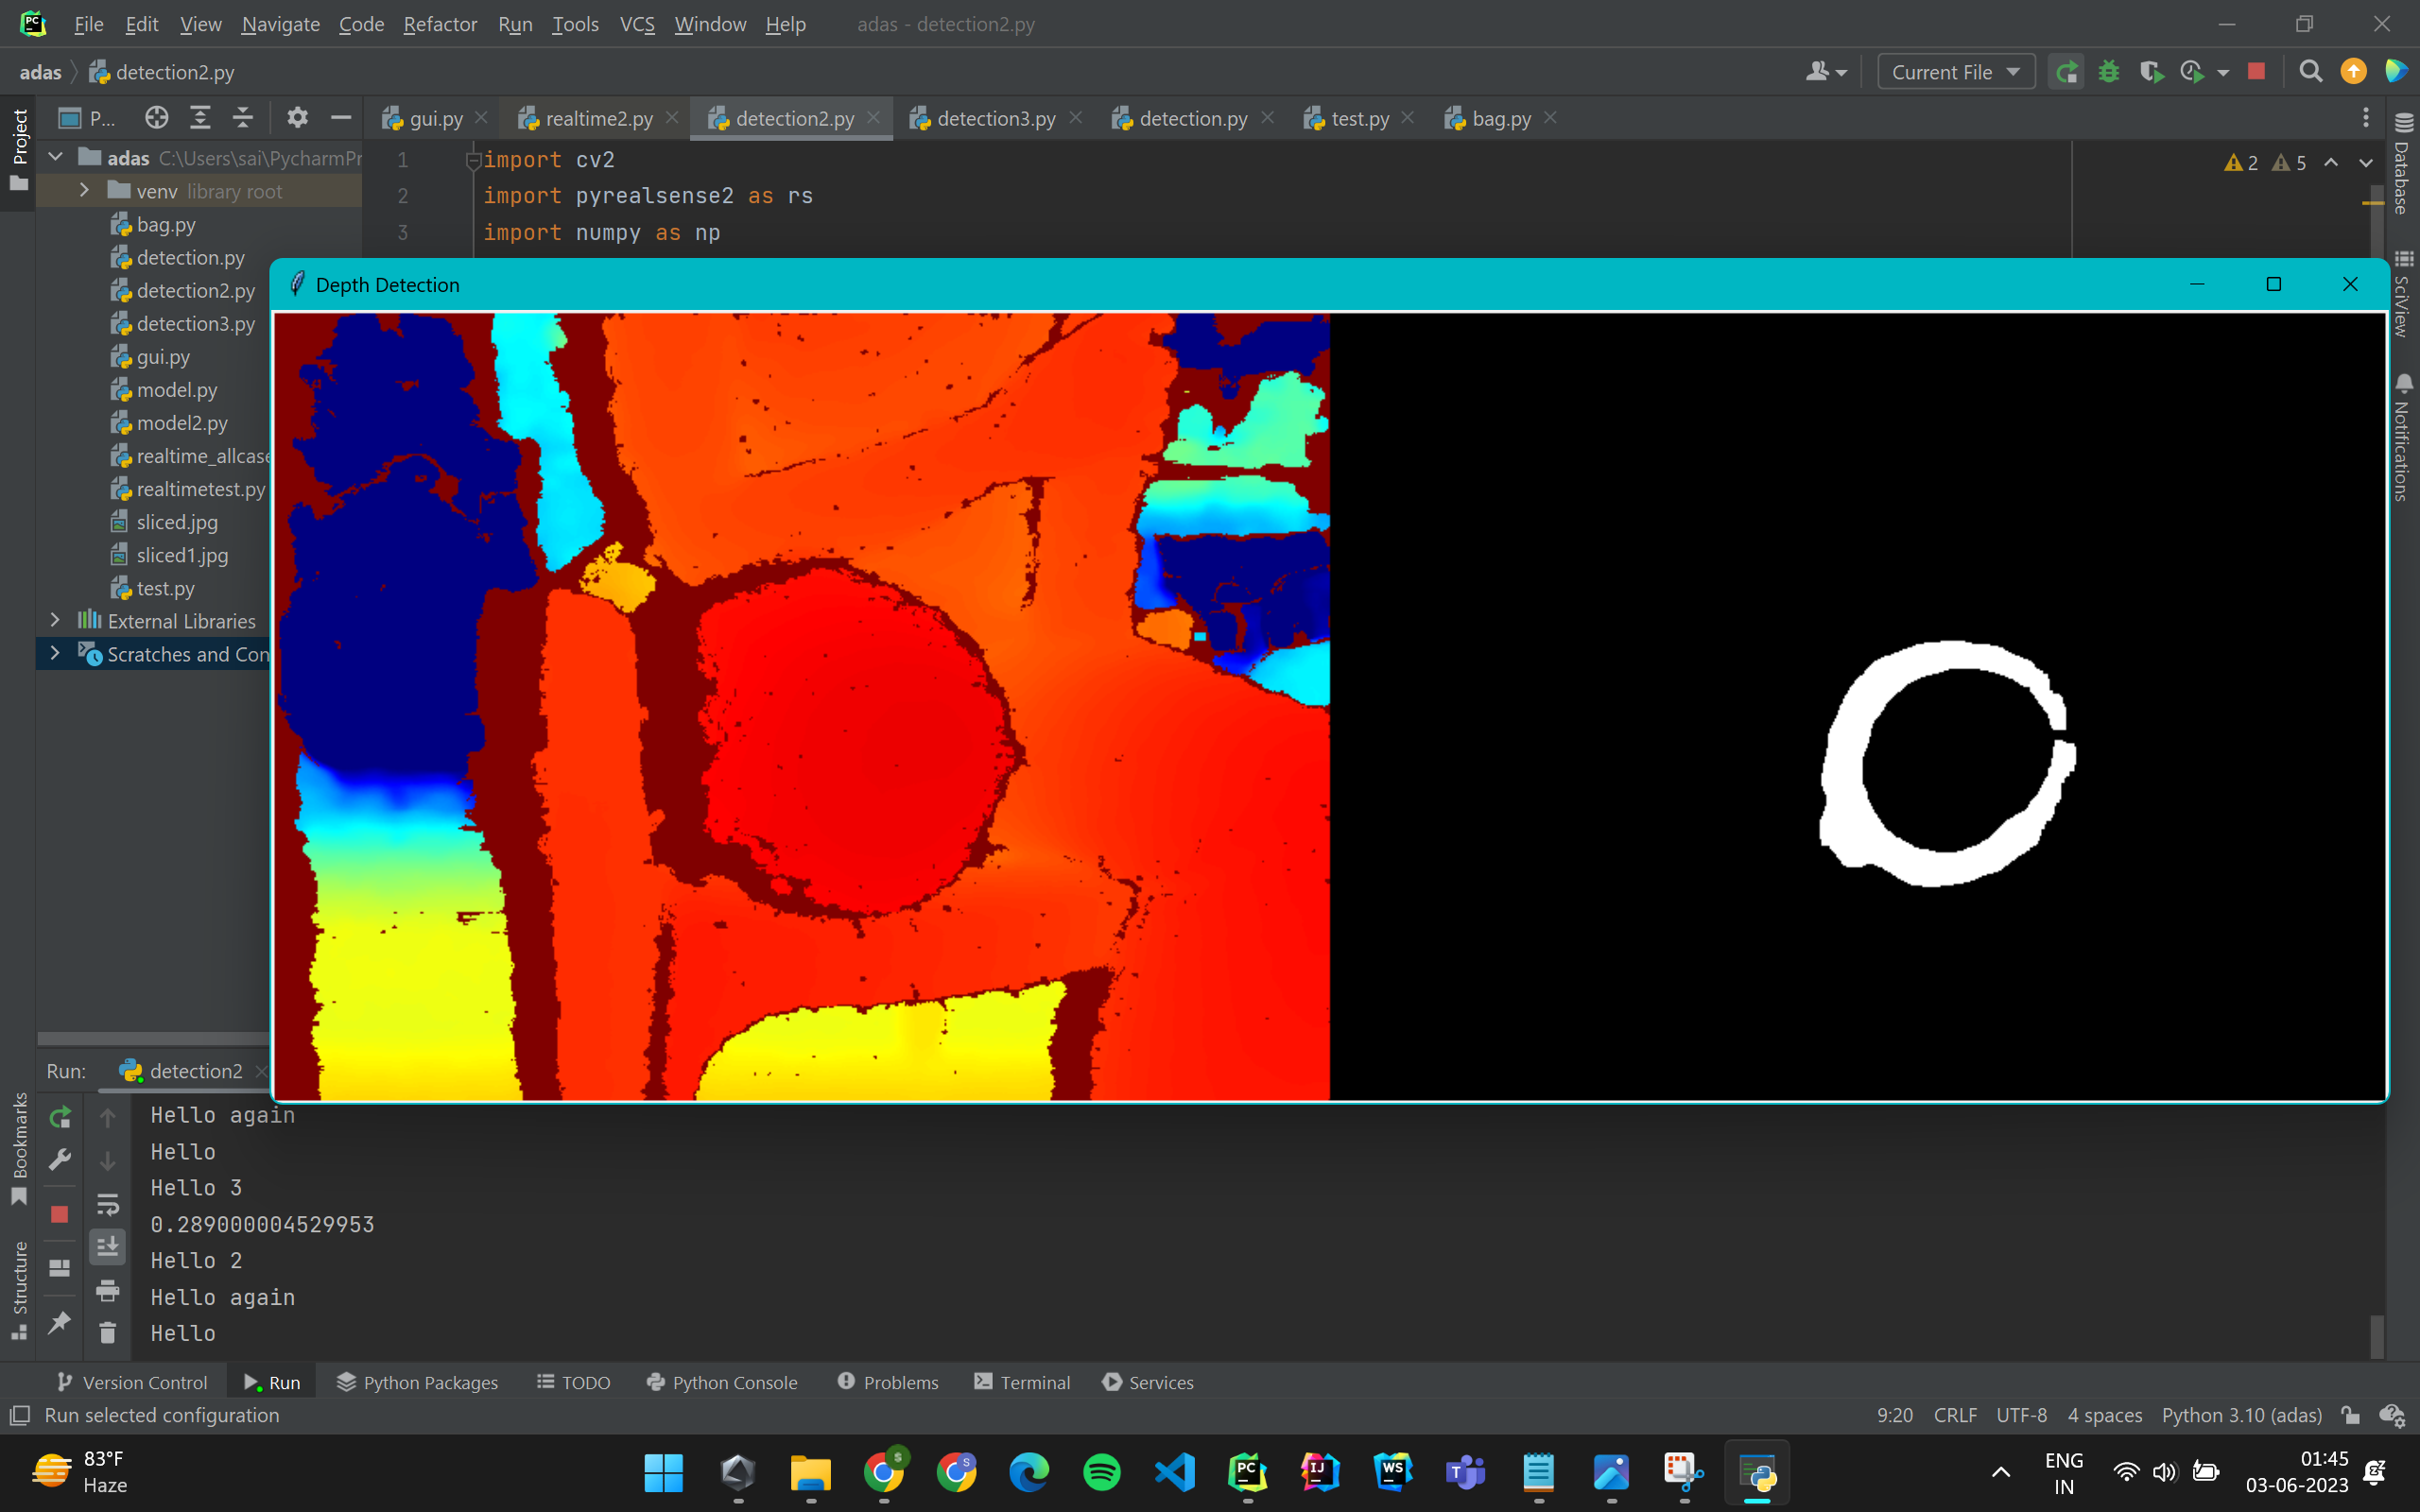 PC File Edit View Navigate Code Refactor Run Tools VCS Window Help adas - detection2.py
adas detection2.py Current File
Project P... gui.py realtime2.py detection2.py detection3.py detection.py test.py bag.py
adas C:\Users\sai\PycharmPr
venv library root
bag.py
detection.py
detection2.py
detection3.py
gui.py
model.py
model2.py
realtime_allcase
realtimetest.py
sliced.jpg
sliced1.jpg
test.py
External Libraries
Scratches and Con
1 import cv2
2 import pyrealsense2 as rs
3 import numpy as np
2 5
Database
SciView
Notifications
Depth Detection
Run: detection2
Hello again
Hello
Hello 3
0.289000004529953
Hello 2
Hello again
Hello
Bookmarks
Structure
Version Control Run Python Packages TODO Python Console Problems Terminal Services
Run selected configuration 9:20 CRLF UTF-8 4 spaces Python 3.10 (adas)
83°F
Haze
S S PC IJ WS T
ENG
IN
01:45
03-06-2023